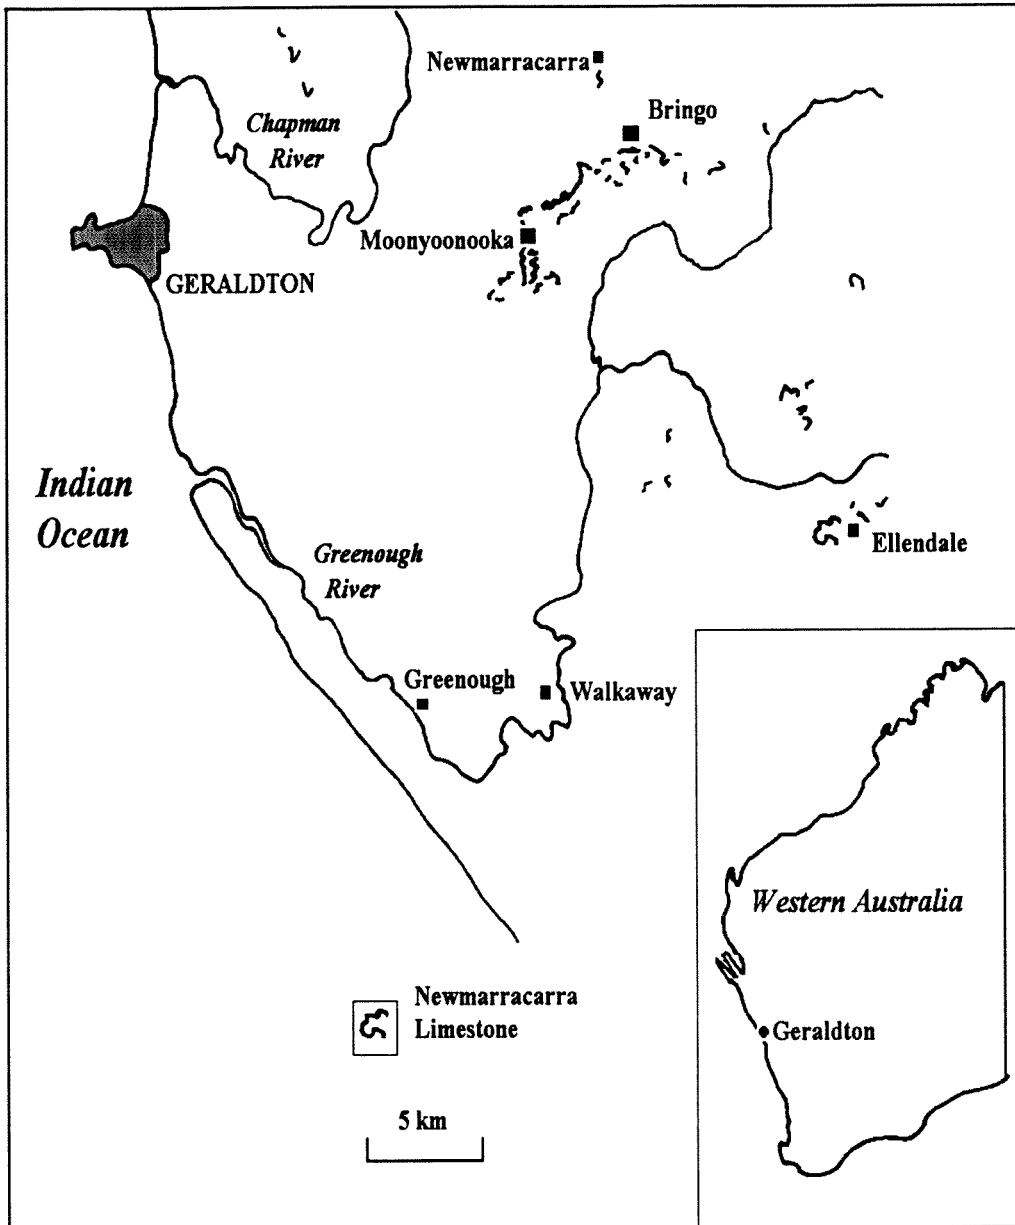 Newmarracarra
Bringo
Chapman
River
Moonyoonooka
GERALDTON
Indian
Ocean
Ellendale
Greenough
River
Greenough
Walkaway
Western Australia
Newmarracarra
Limestone
Geraldton
5 km